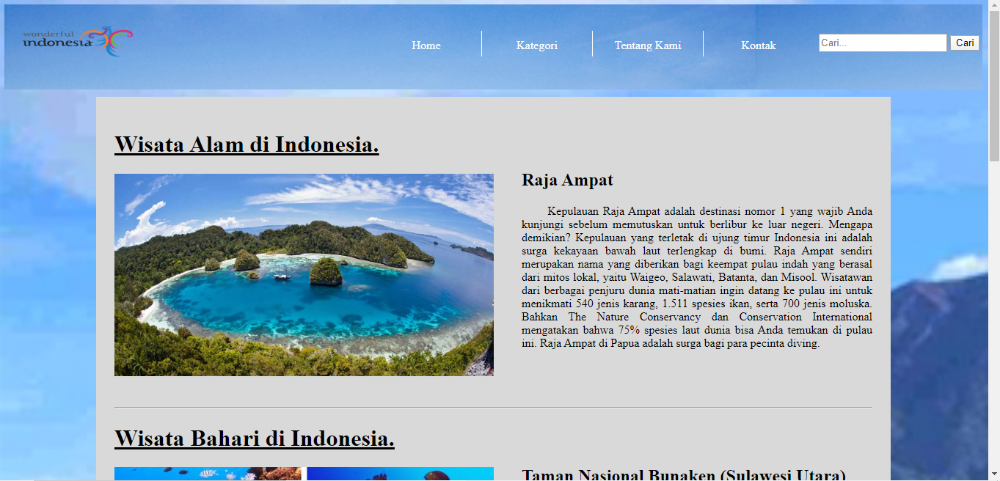 wonderful
indonesia
Home
Kategori
Tentang Kami
Kontak
Cari...
Cari
Wisata Alam di Indonesia.
Raja Ampat
Kepulauan Raja Ampat adalah destinasi nomor 1 yang wajib Anda
kunjungi sebelum memutuskan untuk berlibur ke luar negeri. Mengapa
demikian? Kepulauan yang terletak di ujung timur Indonesia ini adalah
surga kekayaan bawah laut terlengkap di bumi. Raja Ampat sendiri
merupakan nama yang diberikan bagi keempat pulau indah yang berasal
dari mitos lokal, yaitu Waigeo, Salawati, Batanta, dan Misool. Wisatawan
dari berbagai penjuru dunia mati-matian ingin datang ke pulau ini untuk
menikmati 540 jenis karang, 1.511 spesies ikan, serta 700 jenis moluska.
Bahkan The Nature Conservancy dan Conservation International
mengatakan bahwa 75% spesies laut dunia bisa Anda temukan di pulau
ini. Raja Ampat di Papua adalah surga bagi para pecinta diving.
Wisata Bahari di Indonesia.
Taman Nasional Bunaken (Sulawesi Utara)